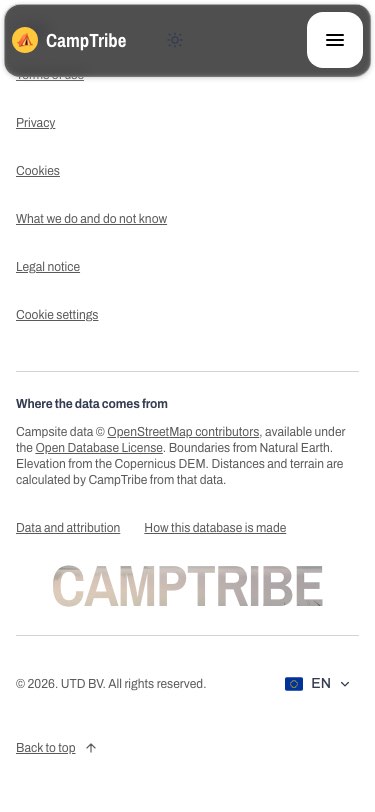 CampTribe
Terms of use
Privacy
Cookies
What we do and do not know
Legal notice
Cookie settings
Where the data comes from
Campsite data © OpenStreetMap contributors, available under
the Open Database License. Boundaries from Natural Earth.
Elevation from the Copernicus DEM. Distances and terrain are
calculated by CampTribe from that data.
Data and attribution How this database is made
CAMPTRIBE
© 2026. UTD BV. All rights reserved. EN
Back to top